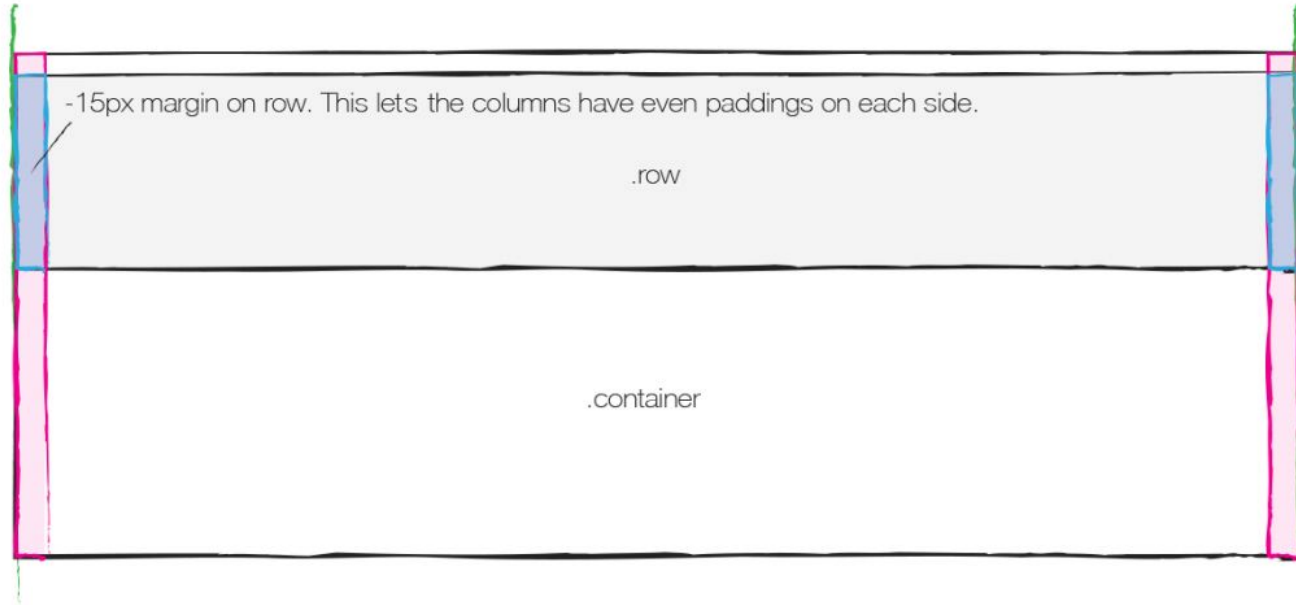 -15px margin on row. This lets the columns have even paddings on each side.
.row
.container